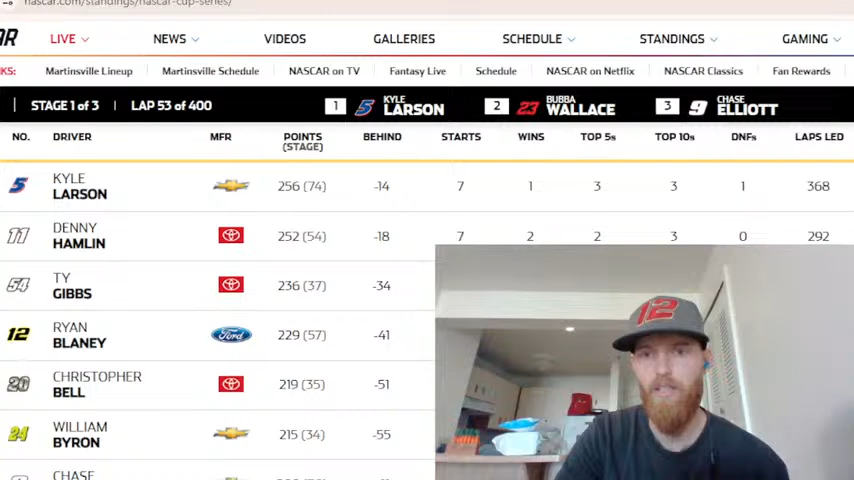 nascar.com/standings/nascar-cup-series/
AR LIVE NEWS VIDEOS GALLERIES SCHEDULE STANDINGS GAMING
KS: Martinsville Lineup Martinsville Schedule NASCAR on TV Fantasy Live Schedule NASCAR on Netflix NASCAR Classics Fan Rewards
STAGE 1 of 3 LAP 53 of 400 1 5 KYLE LARSON 2 23 BUBBA WALLACE 3 9 CHASE ELLIOTT
NO. DRIVER MFR POINTS (STAGE) BEHIND STARTS WINS TOP 5s TOP 10s DNFs LAPS LED
5 KYLE LARSON 256 (74) -14 7 1 3 3 1 368
11 DENNY HAMLIN 252 (54) -18 7 2 2 3 0 292
54 TY GIBBS 236 (37) -34
12 RYAN BLANEY Ford 229 (57) -41
20 CHRISTOPHER BELL 219 (35) -51
24 WILLIAM BYRON 215 (34) -55
CHASE
12